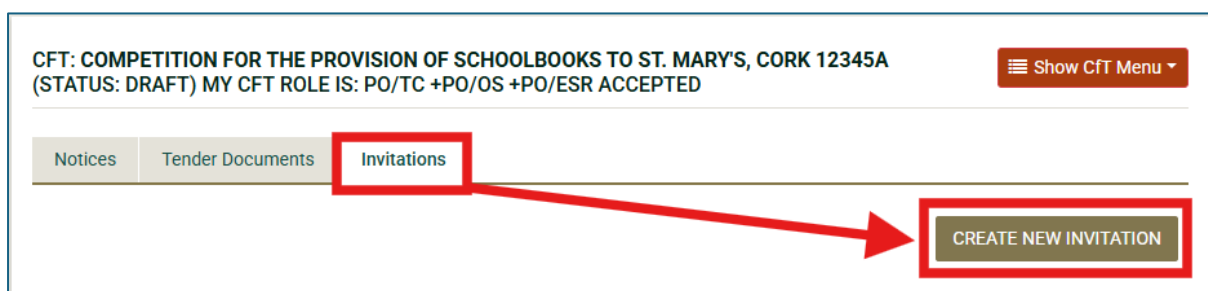 CFT: COMPETITION FOR THE PROVISION OF SCHOOLBOOKS TO ST. MARY'S, CORK 12345A
(STATUS: DRAFT) MY CFT ROLE IS: PO/TC +PO/OS +PO/ESR ACCEPTED
Show CfT Menu
Notices Tender Documents Invitations
CREATE NEW INVITATION